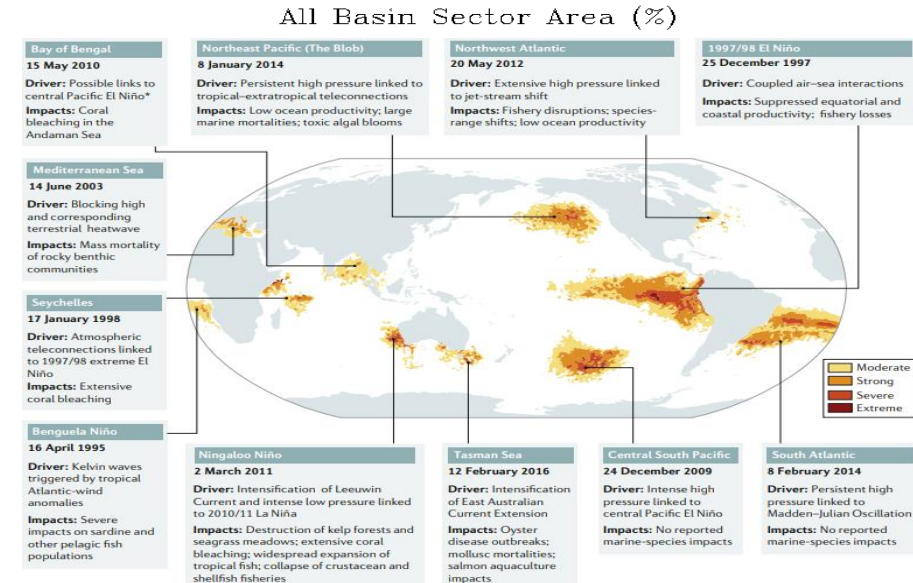 All Basin Sector Area (%)
Bay of Bengal
15 May 2010
Driver: Possible links to
central Pacific El Niño*
Impacts: Coral
bleaching in the
Andaman Sea
Northeast Pacific (The Blob)
8 January 2014
Driver: Persistent high pressure linked to
tropical–extratropical teleconnections
Impacts: Low ocean productivity; large
marine mortalities; toxic algal blooms
Northwest Atlantic
20 May 2012
Driver: Extensive high pressure linked
to jet-stream shift
Impacts: Fishery disruptions; species-
range shifts; low ocean productivity
1997/98 El Niño
25 December 1997
Driver: Coupled air–sea interactions
Impacts: Suppressed equatorial and
coastal productivity; fishery losses
Mediterranean Sea
14 June 2003
Driver: Blocking high
and corresponding
terrestrial heatwave
Impacts: Mass mortality
of rocky benthic
communities
Seychelles
17 January 1998
Driver: Atmospheric
teleconnections linked
to 1997/98 extreme El
Niño
Impacts: Extensive
coral bleaching
Moderate
Strong
Severe
Extreme
Benguela Niño
16 April 1995
Driver: Kelvin waves
triggered by tropical
Atlantic-wind
anomalies
Impacts: Severe
impacts on sardine and
other pelagic fish
populations
Ningaloo Niño
2 March 2011
Driver: Intensification of Leeuwin
Current and intense low pressure linked
to 2010/11 La Niña
Impacts: Destruction of kelp forests and
seagrass meadows; extensive coral
bleaching; widespread expansion of
tropical fish; collapse of crustacean and
shellfish fisheries
Tasman Sea
12 February 2016
Driver: Intensification
of East Australian
Current Extension
Impacts: Oyster
disease outbreaks;
mollusc mortalities;
salmon aquaculture
impacts
Central South Pacific
24 December 2009
Driver: Intense high
pressure linked to
central Pacific El Niño
Impacts: No reported
marine-species impacts
South Atlantic
8 February 2014
Driver: Persistent high
pressure linked to
Madden–Julian Oscillation
Impacts: No reported
marine-species impacts